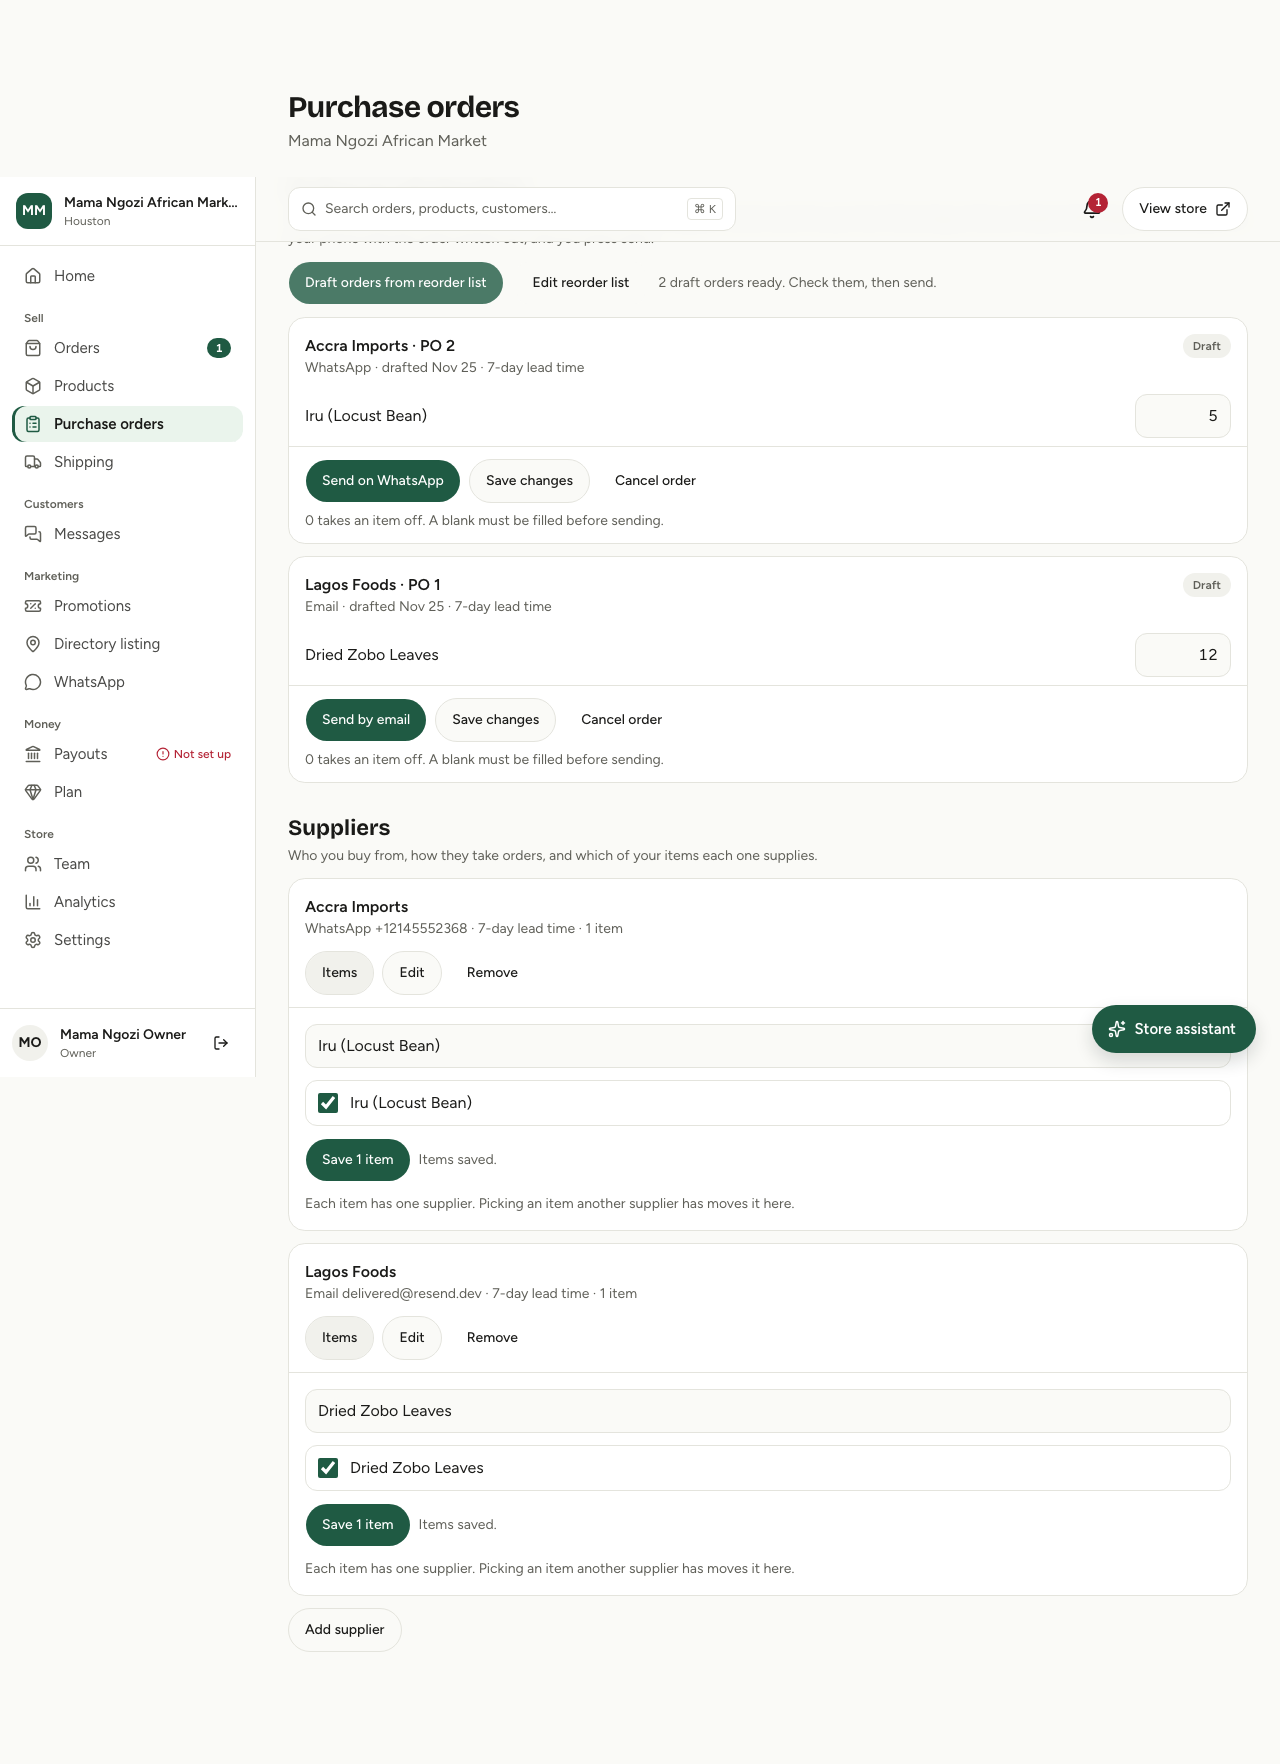 Purchase orders
Mama Ngozi African Market
MM
Mama Ngozi African Mark...
Houston
Search orders, products, customers...
⌘ K
1
View store
your phone with the order written out, and you press send.
Home
Sell
Orders
1
Products
Purchase orders
Shipping
Customers
Messages
Marketing
Promotions
Directory listing
WhatsApp
Money
Payouts
Not set up
Plan
Store
Team
Analytics
Settings
MO
Mama Ngozi Owner
Owner
Draft orders from reorder list
Edit reorder list
2 draft orders ready. Check them, then send.
Accra Imports · PO 2
Draft
WhatsApp · drafted Nov 25 · 7-day lead time
Iru (Locust Bean)
5
Send on WhatsApp
Save changes
Cancel order
0 takes an item off. A blank must be filled before sending.
Lagos Foods · PO 1
Draft
Email · drafted Nov 25 · 7-day lead time
Dried Zobo Leaves
12
Send by email
Save changes
Cancel order
0 takes an item off. A blank must be filled before sending.
Suppliers
Who you buy from, how they take orders, and which of your items each one supplies.
Accra Imports
WhatsApp +12145552368 · 7-day lead time · 1 item
Items
Edit
Remove
Store assistant
Iru (Locust Bean)
Iru (Locust Bean)
Save 1 item
Items saved.
Each item has one supplier. Picking an item another supplier has moves it here.
Lagos Foods
Email delivered@resend.dev · 7-day lead time · 1 item
Items
Edit
Remove
Dried Zobo Leaves
Dried Zobo Leaves
Save 1 item
Items saved.
Each item has one supplier. Picking an item another supplier has moves it here.
Add supplier